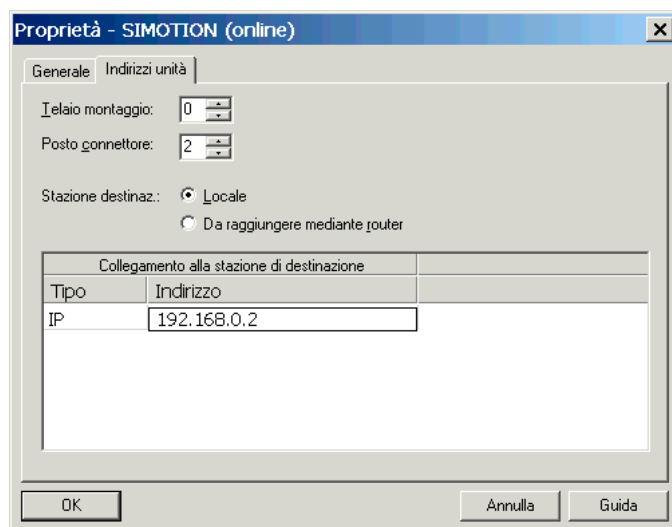 Proprietà - SIMOTION (online)
Generale Indirizzi unità
Telaio montaggio: 0
Posto connettore: 2
Stazione destinaz.: Locale
Da raggiungere mediante router
Collegamento alla stazione di destinazione
Tipo Indirizzo
IP 192.168.0.2
OK Annulla Guida